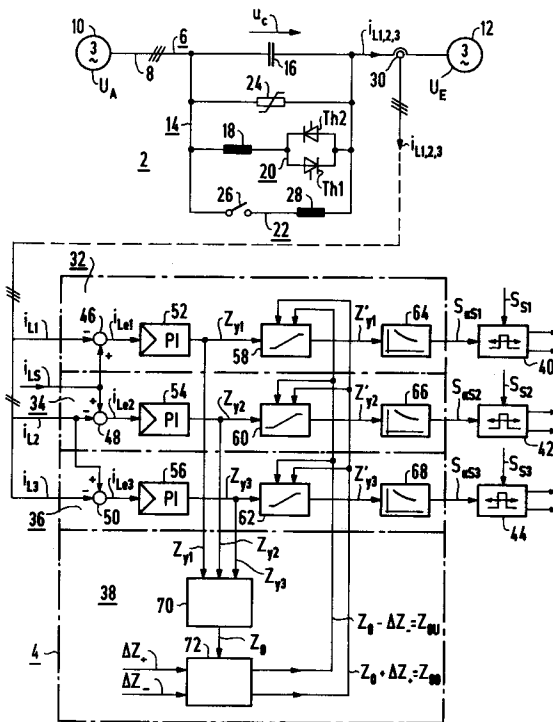 10
3
~
U_A
8
6
u_c
16
i_L1,2,3
30
12
3
~
U_E
24
14
18
Th2
20
Th1
i_L1,2,3
2
26
22
28
32
i_L1
46
i_Le1
52
PI
Z_y1
58
Z'_y1
64
S_αS1
S_S1
40
i_LS
34
i_L2
48
i_Le2
54
PI
Z_y2
60
Z'_y2
66
S_αS2
S_S2
42
i_L3
36
50
i_Le3
56
PI
Z_y3
62
Z'_y3
68
S_αS3
S_S3
44
Z_y1
Z_y2
Z_y3
38
70
Z_0
72
4
ΔZ_+
ΔZ_-
Z_0 - ΔZ_- = Z_0U
Z_0 + ΔZ_+ = Z_00